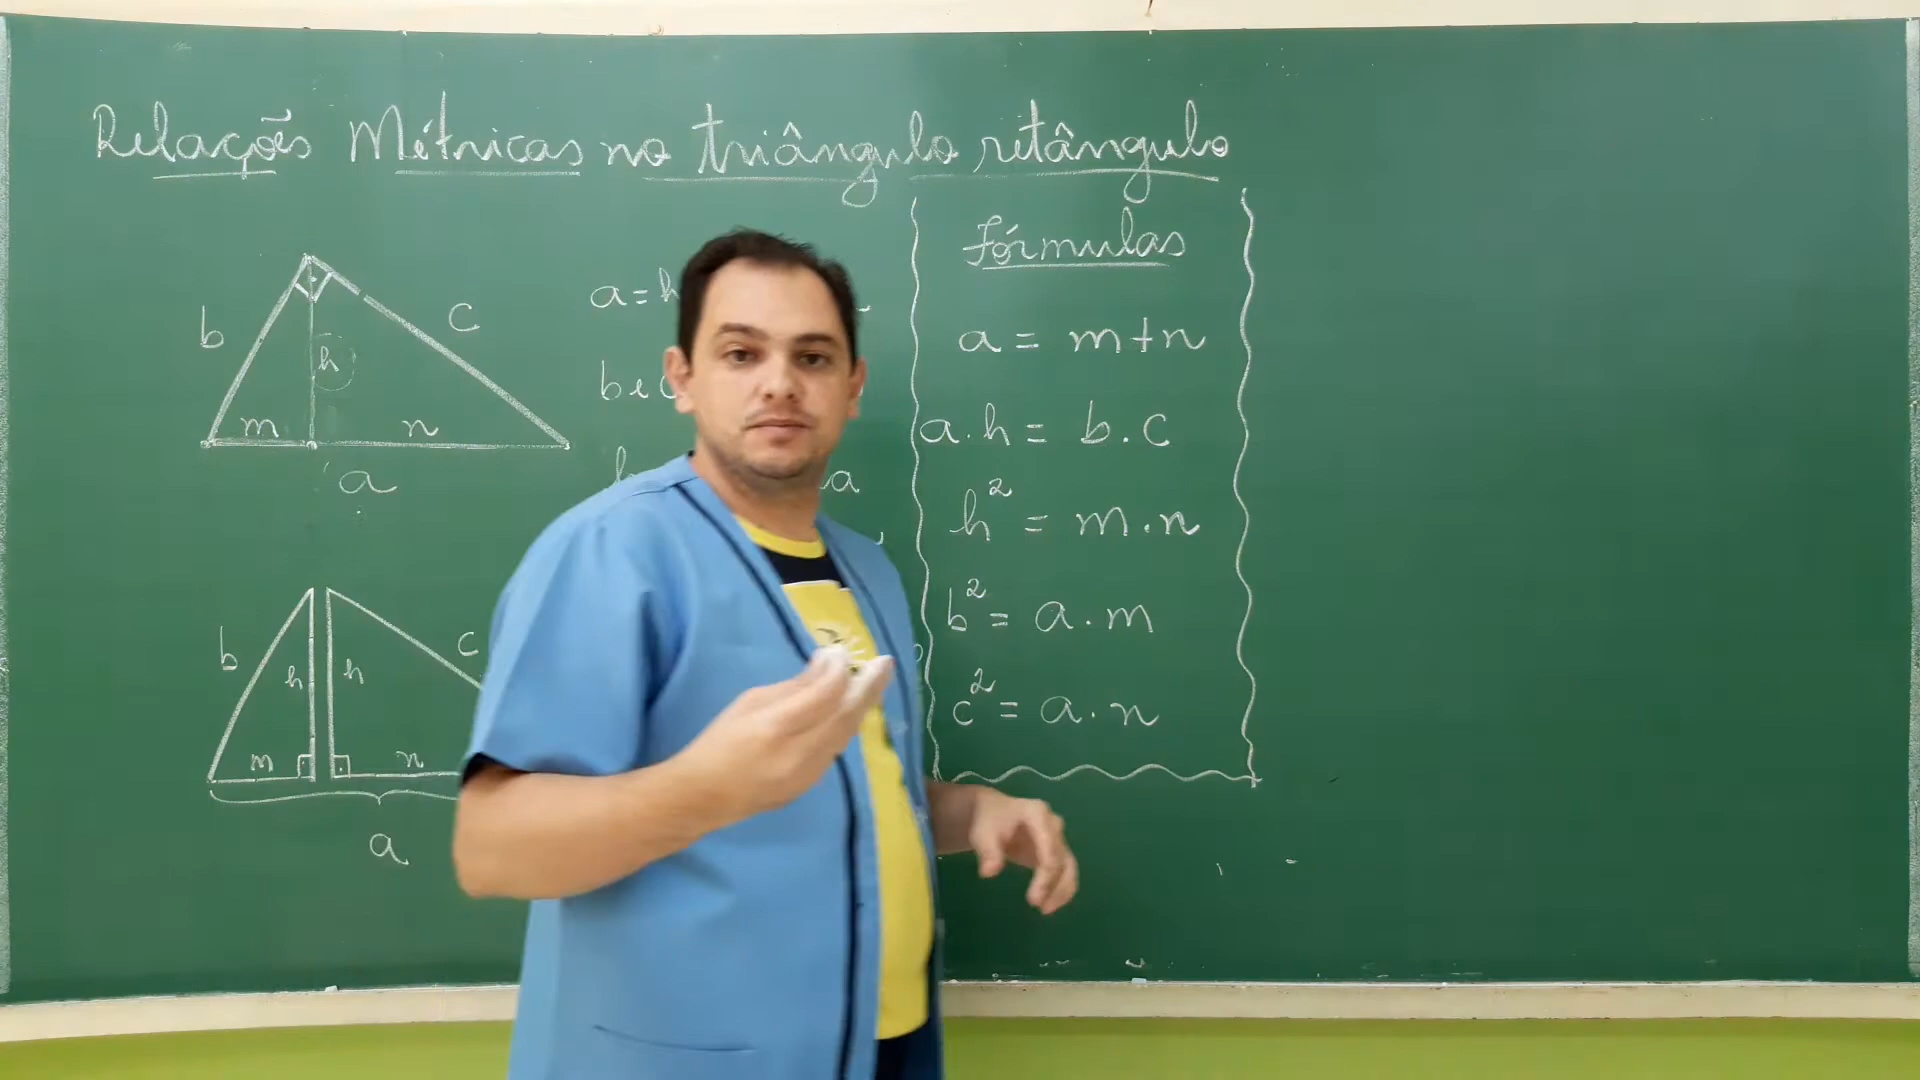 Relações Métricas no triângulo retângulo
b
c
h
m
n
a
a = h
b e c
a
b
c
h
h
m
n
a
Fórmulas
a = m+n
a.h = b.c
h² = m.n
b² = a.m
c² = a.n